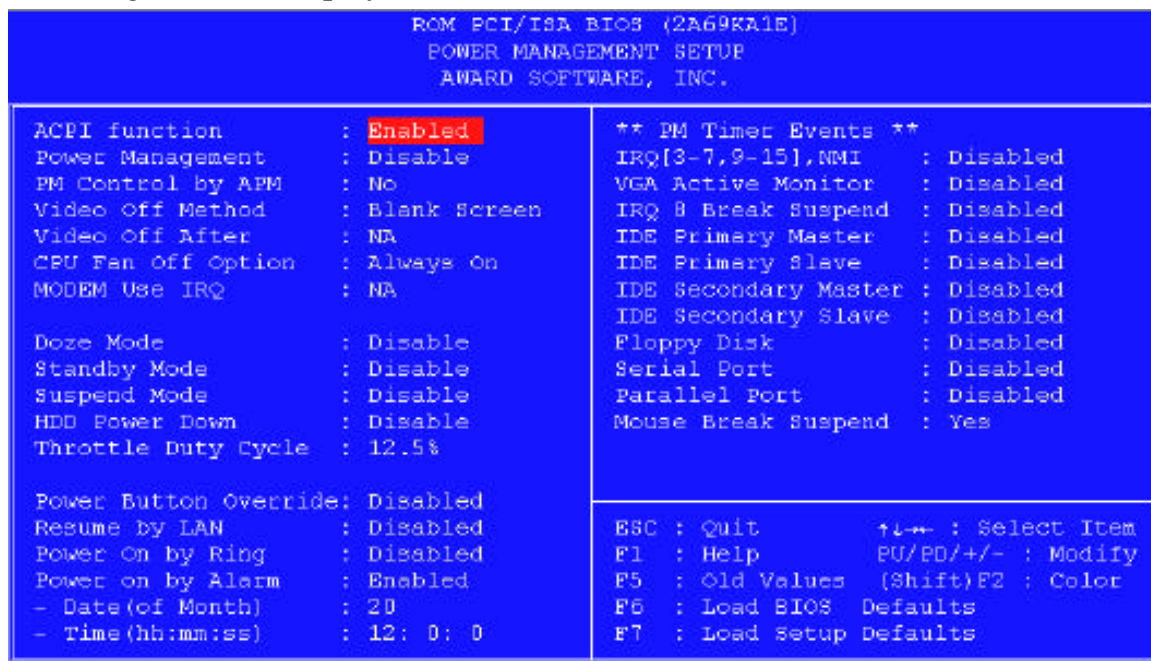 ROM PCI/ISA BIOS (2A69KA1E)
POWER MANAGEMENT SETUP
AWARD SOFTWARE, INC.
ACPI function : Enabled
Power Management : Disable
PM Control by APM : No
Video Off Method : Blank Screen
Video Off After : NA
CPU Fan Off Option : Always On
MODEM Use IRQ : NA
Doze Mode : Disable
Standby Mode : Disable
Suspend Mode : Disable
HDD Power Down : Disable
Throttle Duty Cycle : 12.5%
Power Button Override: Disabled
Resume by LAN : Disabled
Power On by Ring : Disabled
Power on by Alarm : Enabled
- Date(of Month) : 20
- Time(hh:mm:ss) : 12: 0: 0
** PM Timer Events **
IRQ[3-7,9-15],NMI : Disabled
VGA Active Monitor : Disabled
IRQ 8 Break Suspend : Disabled
IDE Primary Master : Disabled
IDE Primary Slave : Disabled
IDE Secondary Master : Disabled
IDE Secondary Slave : Disabled
Floppy Disk : Disabled
Serial Port : Disabled
Parallel Port : Disabled
Mouse Break Suspend : Yes
ESC : Quit ↑↓→← : Select Item
F1 : Help PU/PD/+/- : Modify
F5 : Old Values (Shift)F2 : Color
F6 : Load BIOS Defaults
F7 : Load Setup Defaults